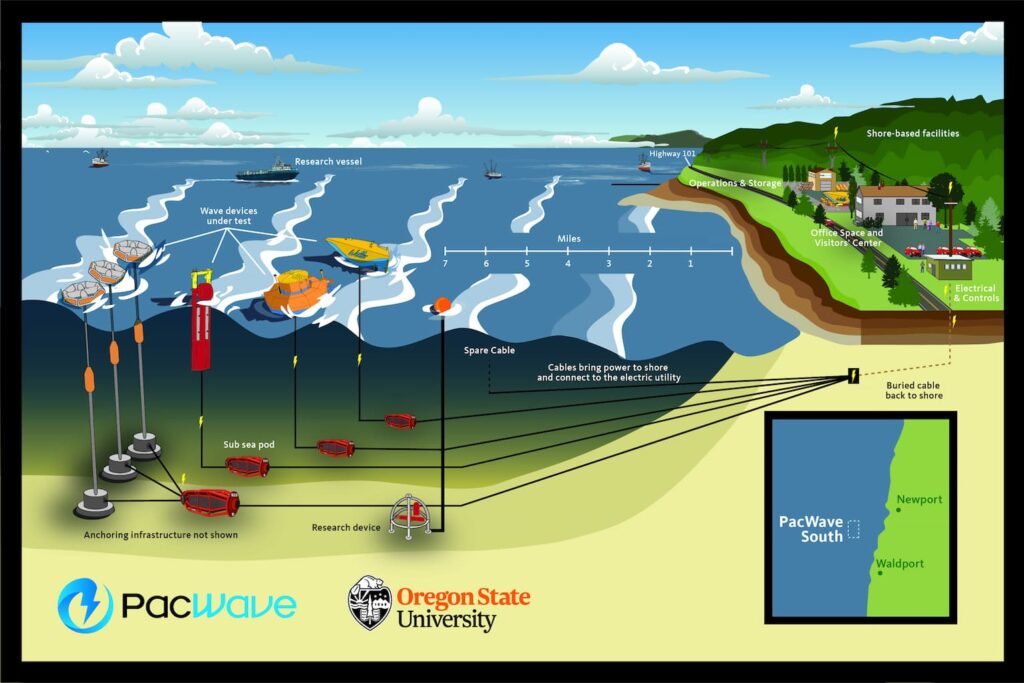 Highway 101
Shore-based facilities
Research vessel
Operations & Storage
Wave devices
under test
Office Space and
Visitors' Center
Miles
7 6 5 4 3 2 1
Electrical
& Controls
Spare Cable
Cables bring power to shore
and connect to the electric utility
Buried cable
back to shore
Sub sea pod
Research device
Anchoring infrastructure not shown
Newport
PacWave
South
Waldport
PacWave
Oregon State
University